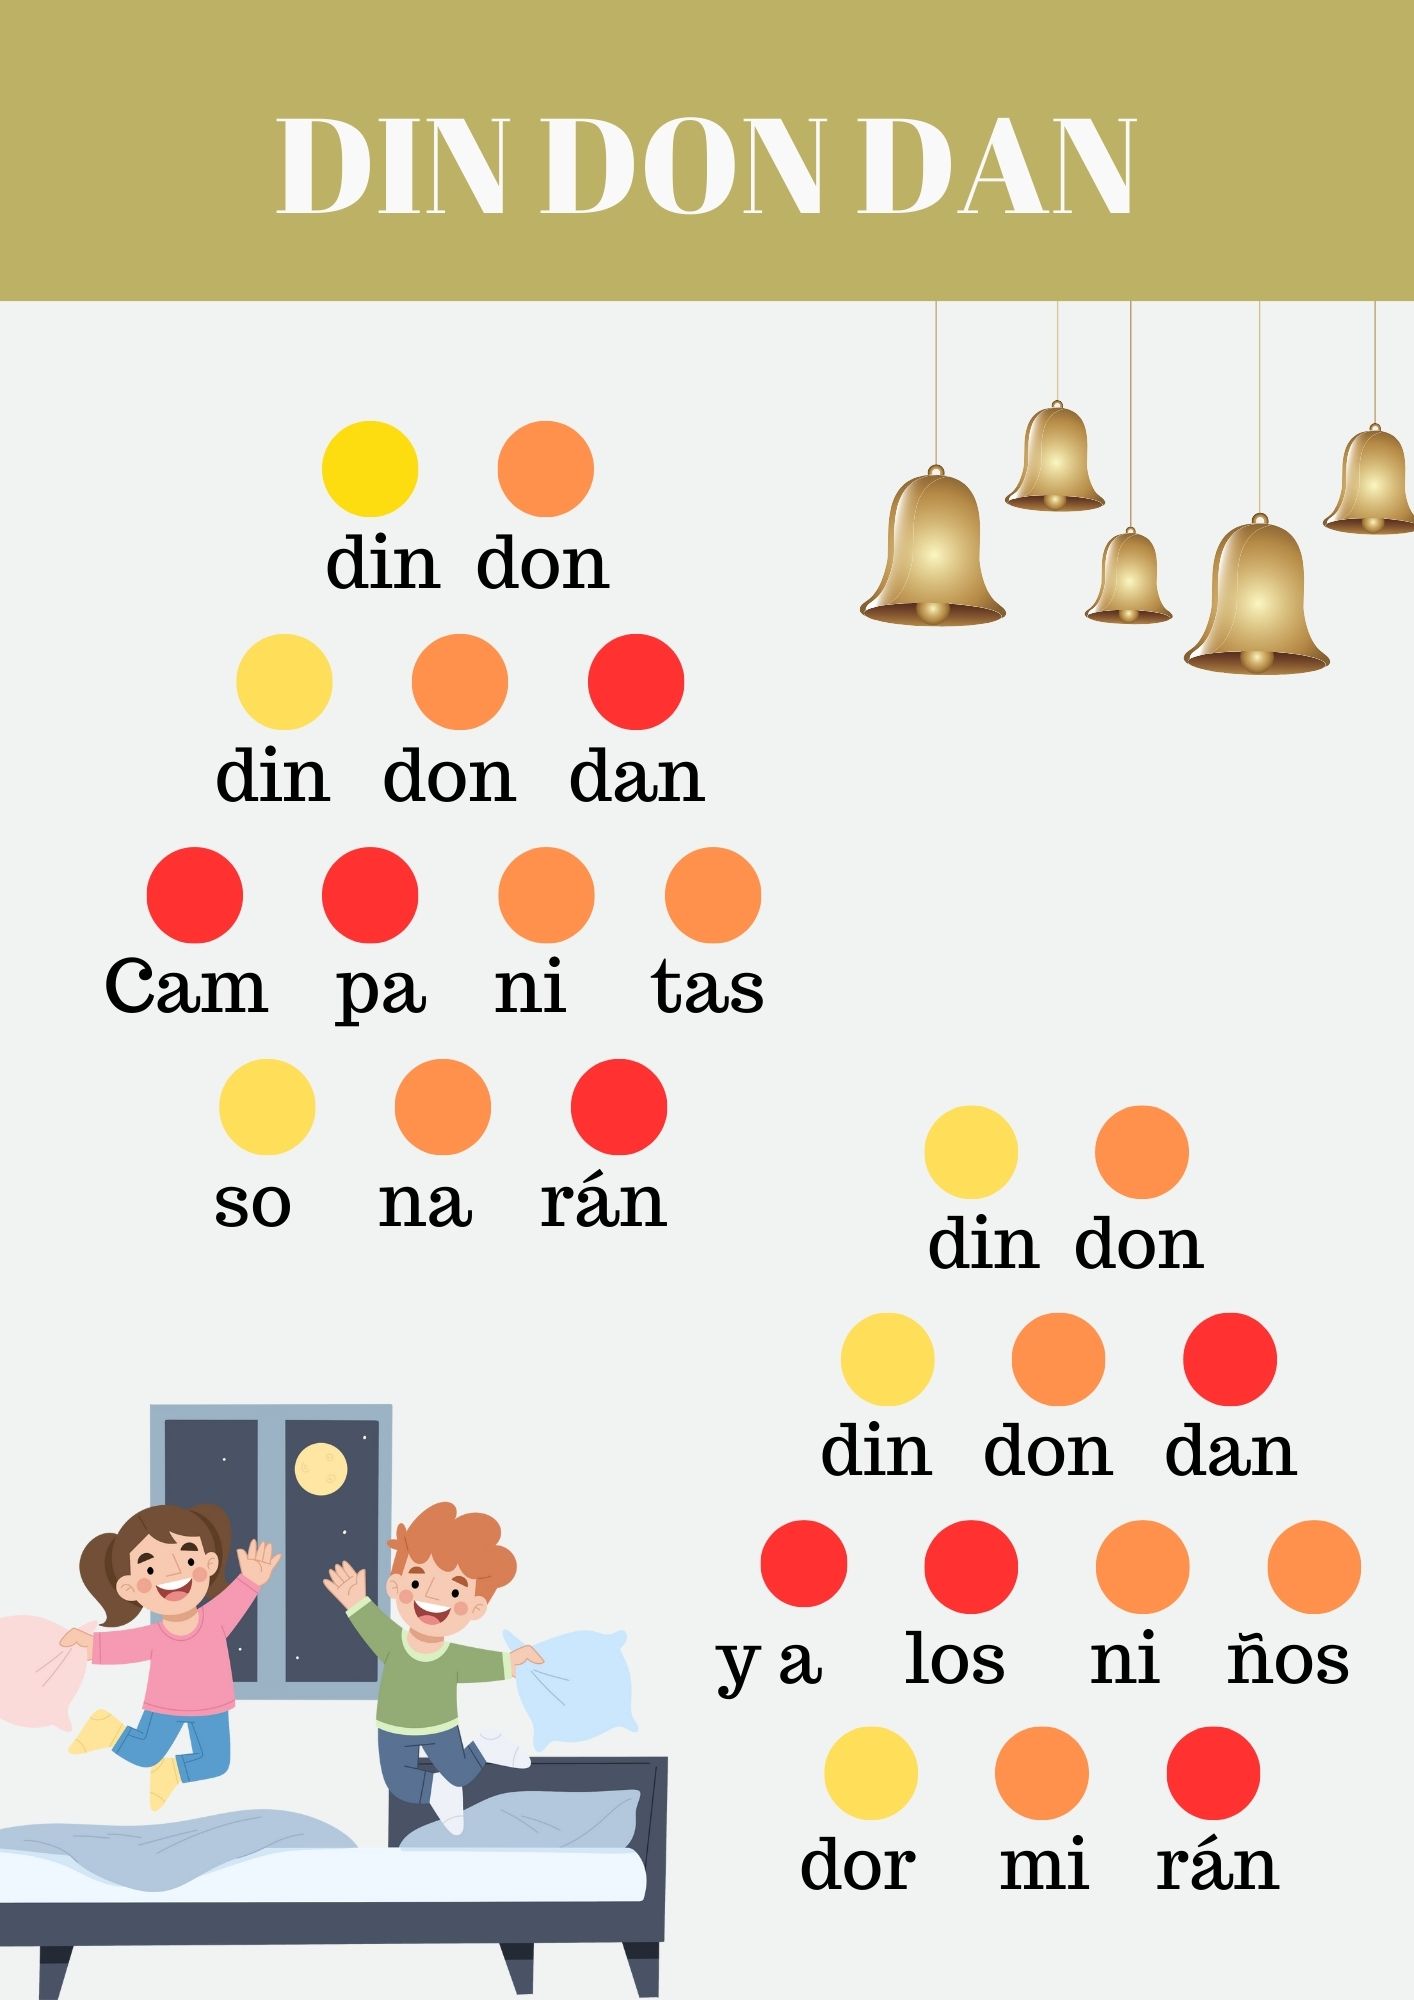 DIN DON DAN
din don
din don dan
Cam pa ni tas
so na rán
din don
din don dan
y a los ni ños
dor mi rán